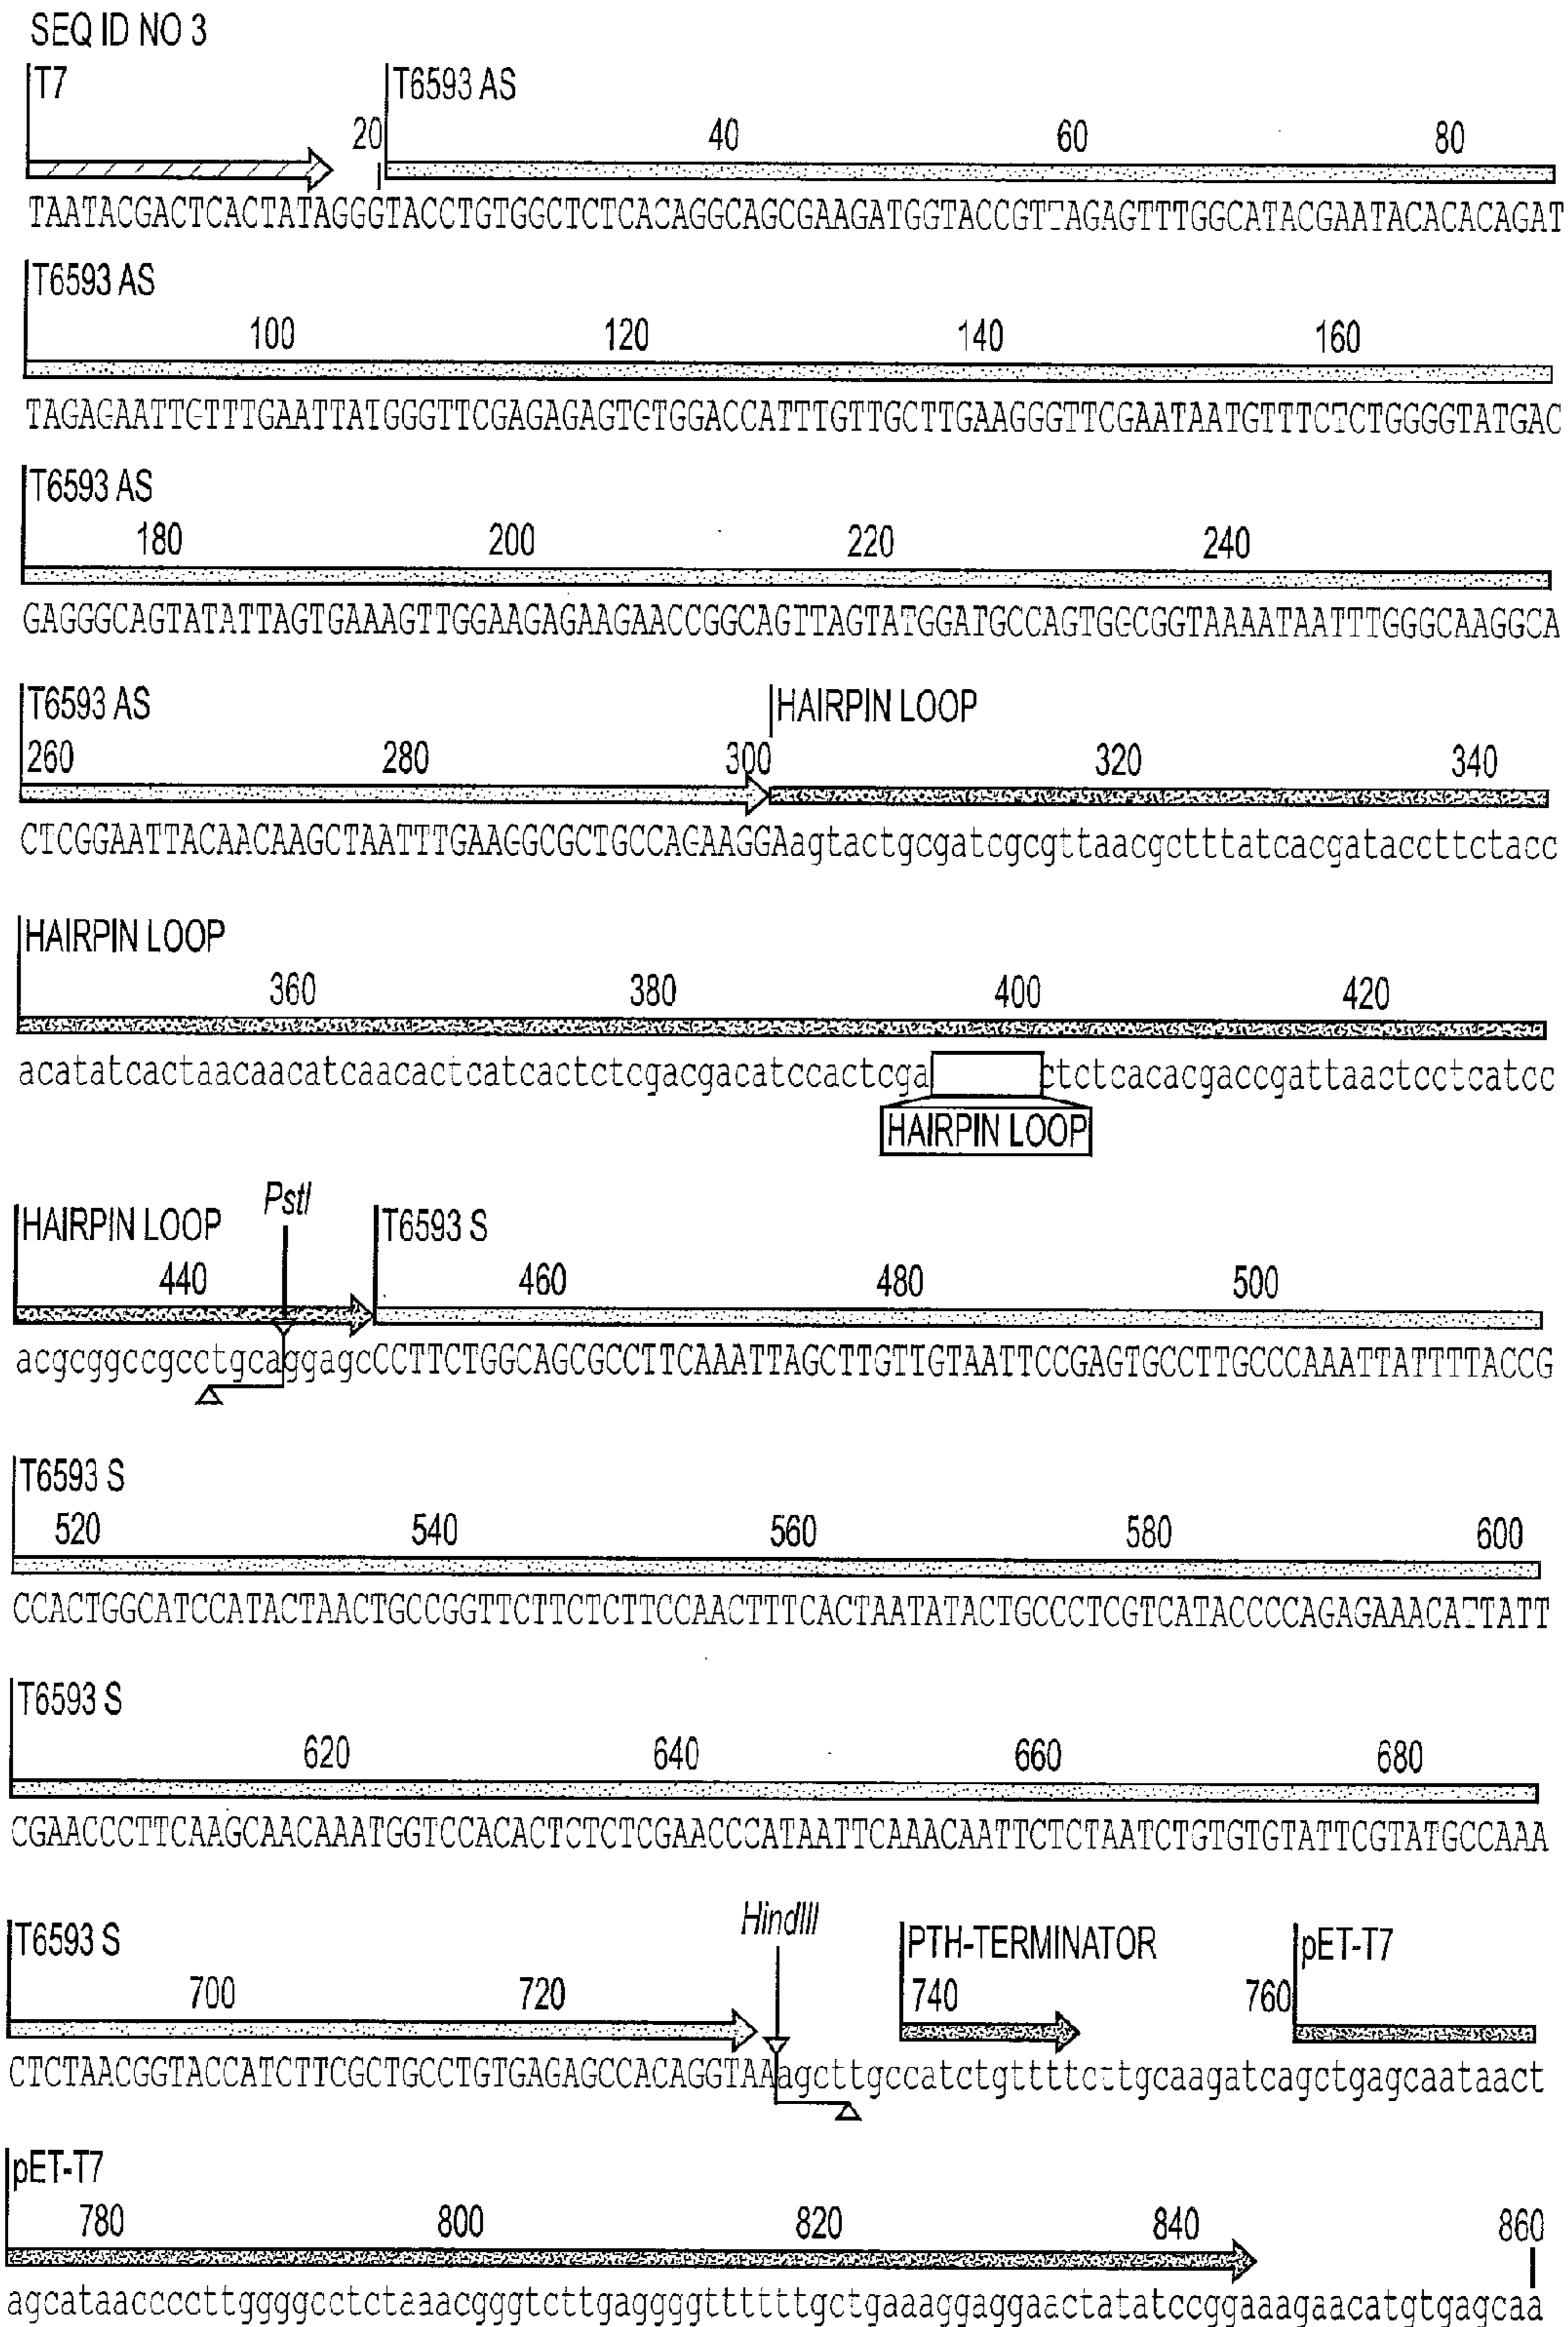 SEQ ID NO 3
T7 T6593 AS
20 40 60 80
TAATACGACTCACTATAGGGTACCTGTGGCTCTCACAGGCAGCGAAGATGGTACCGTTAGAGTTTGGCATACGAATACACACAGAT
T6593 AS
100 120 140 160
TAGAGAATTGTTTGAATTATGGGTTCGAGAGAGTGTGGACCATTTGTTGCTTGAAGGGTTCGAATAATGTTTCTCTGGGGTATGAC
T6593 AS
180 200 220 240
GAGGGCAGTATATTAGTGAAAGTTGGAAGAGAAGAACCGGCAGTTAGTATGGATGCCAGTGGCGGTAAAATAATTTGGGCAAGGCA
T6593 AS HAIRPIN LOOP
260 280 300 320 340
CTCGGAATTACAACAAGCTAATTTGAAGGCGCTGCCAGAAGGAagtactgcgatcgcgttaacgctttatcacgataccttctacc
HAIRPIN LOOP
360 380 400 420
acatatcactaacaacatcaacactcatcactctcgacgacatccactcga ctctcacacgaccgattaactcctcatcc
HAIRPIN LOOP
HAIRPIN LOOP PstI T6593 S
440 460 480 500
acgcggccgcctgcaggagcCCTTCTGGCAGCGCCTTCAAATTAGCTTGTTGTAATTCCGAGTGCCTTGCCCAAATTATTTTACCG
T6593 S
520 540 560 580 600
CCACTGGCATCCATACTAACTGCCGGTTCTTCTCTTCCAACTTTCACTAATATACTGCCCTCGTCATACCCCAGAGAAACATTATT
T6593 S
620 640 660 680
CGAACCCTTCAAGCAACAAATGGTCCACACTCTCTCGAACCCATAATTCAAACAATTCTCTAATCTGTGTGTATTCGTATGCCAAA
T6593 S HindIII PTH-TERMINATOR pET-T7
700 720 740 760
CTCTAACGGTACCATCTTCGCTGCCTGTGAGAGCCACAGGTAAagcttgccatctgttttcttgcaagatcagctgagcaataact
pET-T7
780 800 820 840 860
agcataaccccttggggcctctaaacgggtcttgaggggttttttgctgaaaggaggaactatatccggaaagaacatgtgagcaa